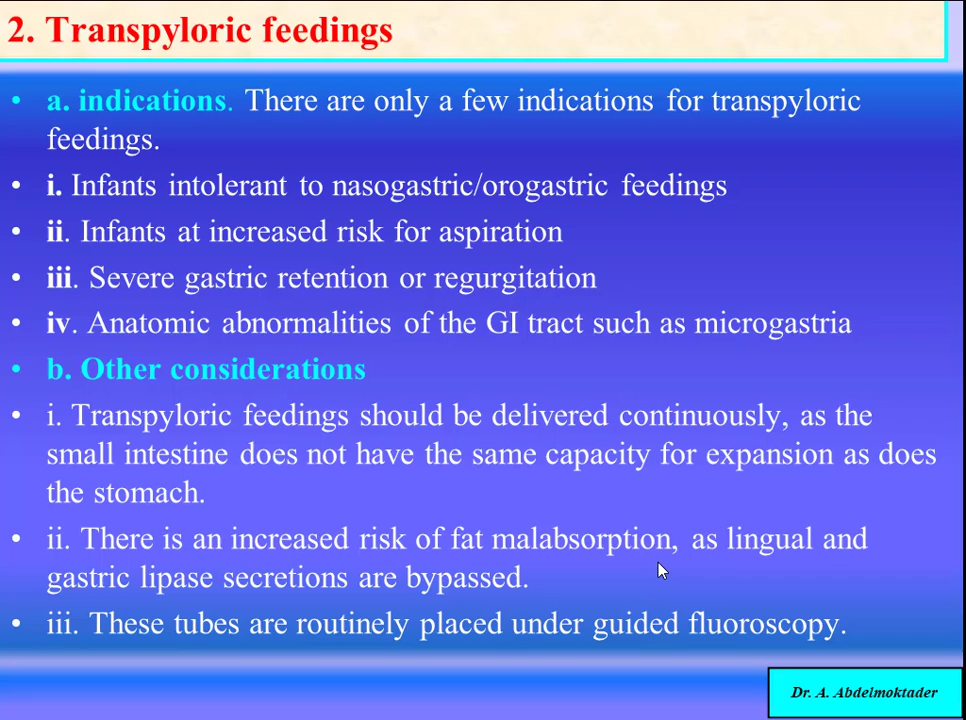 2. Transpyloric feedings
• a. indications. There are only a few indications for transpyloric
feedings.
• i. Infants intolerant to nasogastric/orogastric feedings
• ii. Infants at increased risk for aspiration
• iii. Severe gastric retention or regurgitation
• iv. Anatomic abnormalities of the GI tract such as microgastria
• b. Other considerations
• i. Transpyloric feedings should be delivered continuously, as the
small intestine does not have the same capacity for expansion as does
the stomach.
• ii. There is an increased risk of fat malabsorption, as lingual and
gastric lipase secretions are bypassed.
• iii. These tubes are routinely placed under guided fluoroscopy.
Dr. A. Abdelmoktader